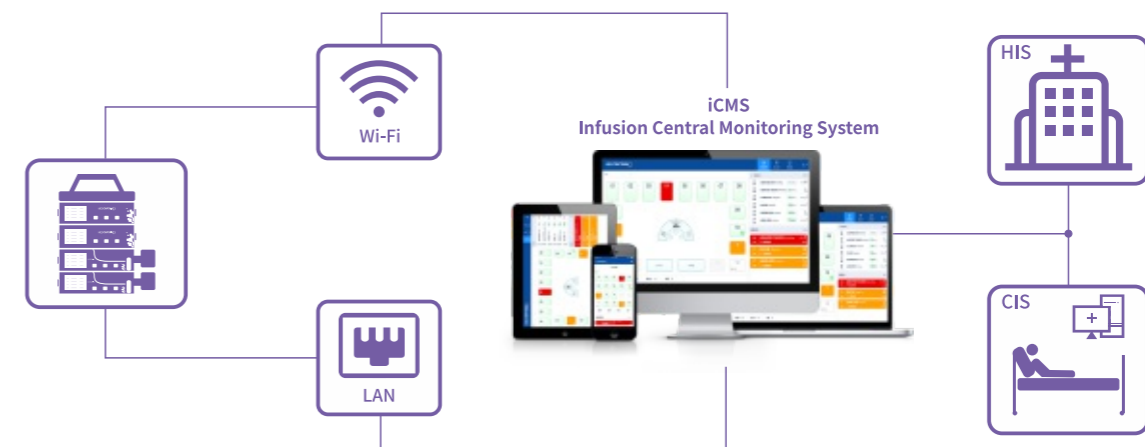 Wi-Fi
iCMS
Infusion Central Monitoring System
HIS
LAN
CIS